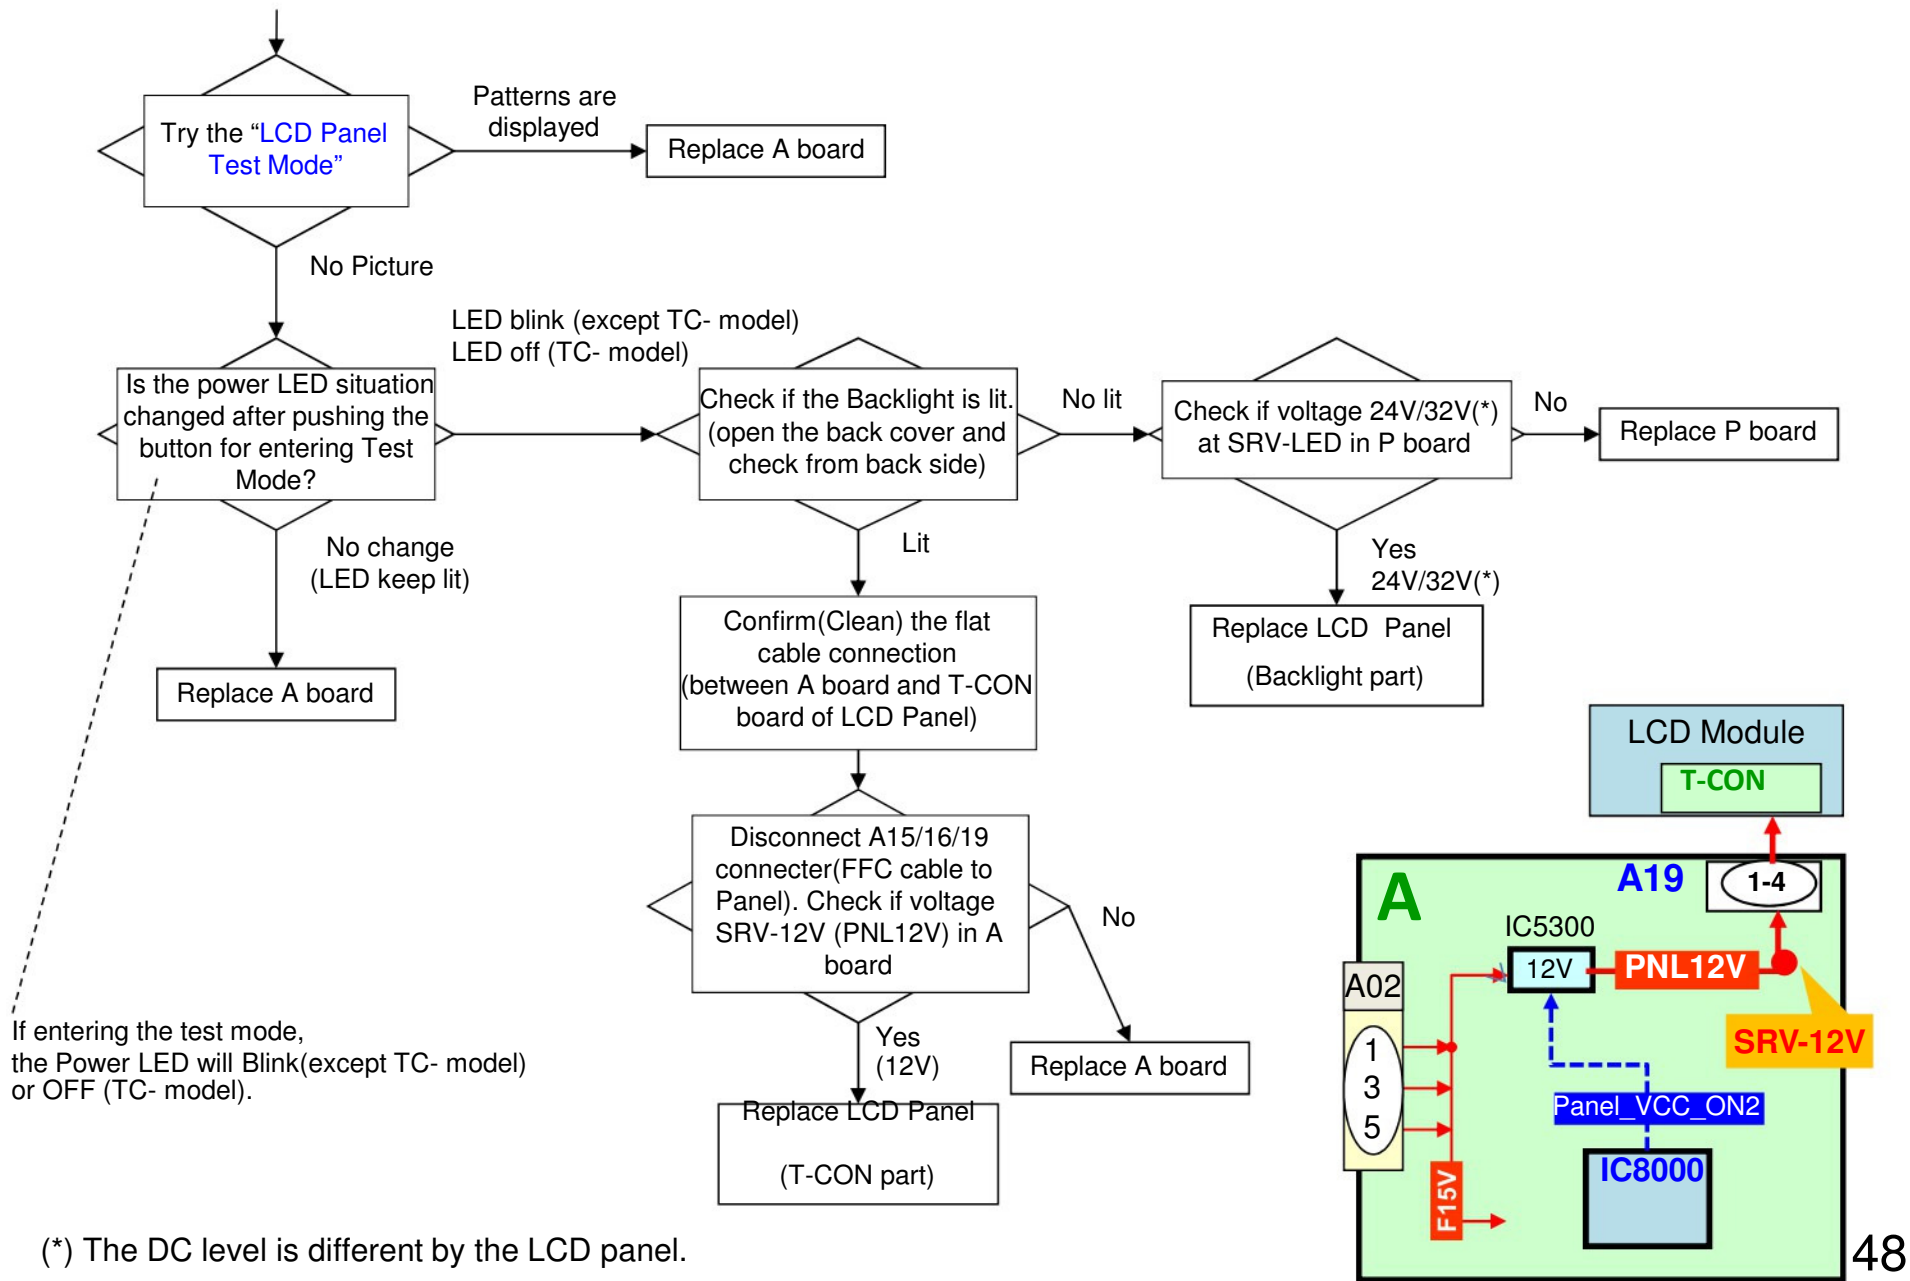 Patterns are
displayed
Try the “LCD Panel
Test Mode”
Replace A board
No Picture
LED blink (except TC- model)
LED off (TC- model)
Is the power LED situation
changed after pushing the
button for entering Test
Mode?
Check if the Backlight is lit.
(open the back cover and
check from back side)
No lit
Check if voltage 24V/32V(*)
at SRV-LED in P board
No
Replace P board
No change
(LED keep lit)
Lit
Yes
24V/32V(*)
Replace A board
Confirm(Clean) the flat
cable connection
(between A board and T-CON
board of LCD Panel)
Replace LCD  Panel
(Backlight part)
Disconnect A15/16/19
connecter(FFC cable to
Panel). Check if voltage
SRV-12V (PNL12V) in A
board
No
Yes
(12V)
Replace A board
Replace LCD Panel
(T-CON part)
If entering the test mode,
the Power LED will Blink(except TC- model)
or OFF (TC- model).
LCD Module
T-CON
A
A19
1-4
IC5300
12V
PNL12V
A02
1
3
5
SRV-12V
Panel_VCC_ON2
IC8000
F15V
(*) The DC level is different by the LCD panel.
48